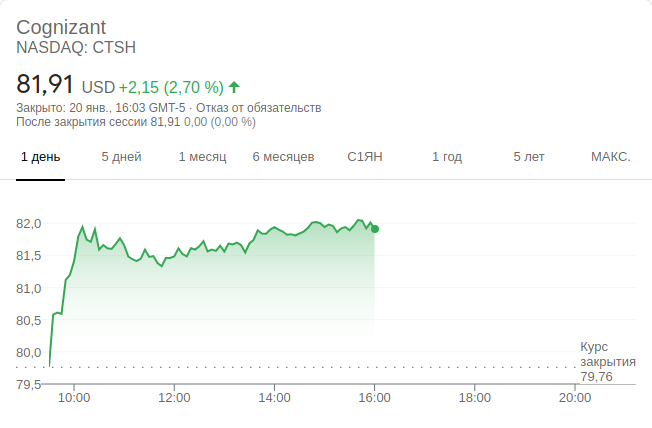 Cognizant
NASDAQ: CTSH
81,91 USD +2,15 (2,70 %)
Закрыто: 20 янв., 16:03 GMT-5 · Отказ от обязательств
После закрытия сессии 81,91 0,00 (0,00 %)
1 день 5 дней 1 месяц 6 месяцев С1ЯН 1 год 5 лет МАКС.
82,0
81,5
81,0
80,5
80,0
Курс
закрытия
79,76
79,5
10:00 12:00 14:00 16:00 18:00 20:00